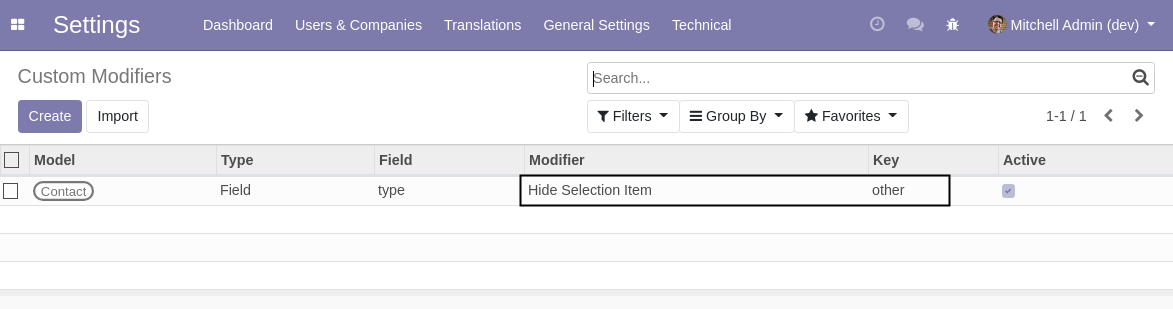 Settings Dashboard Users & Companies Translations General Settings Technical Mitchell Admin (dev)
Custom Modifiers Search...
Create Import Filters Group By Favorites 1-1 / 1
Model Type Field Modifier Key Active
Contact Field type Hide Selection Item other